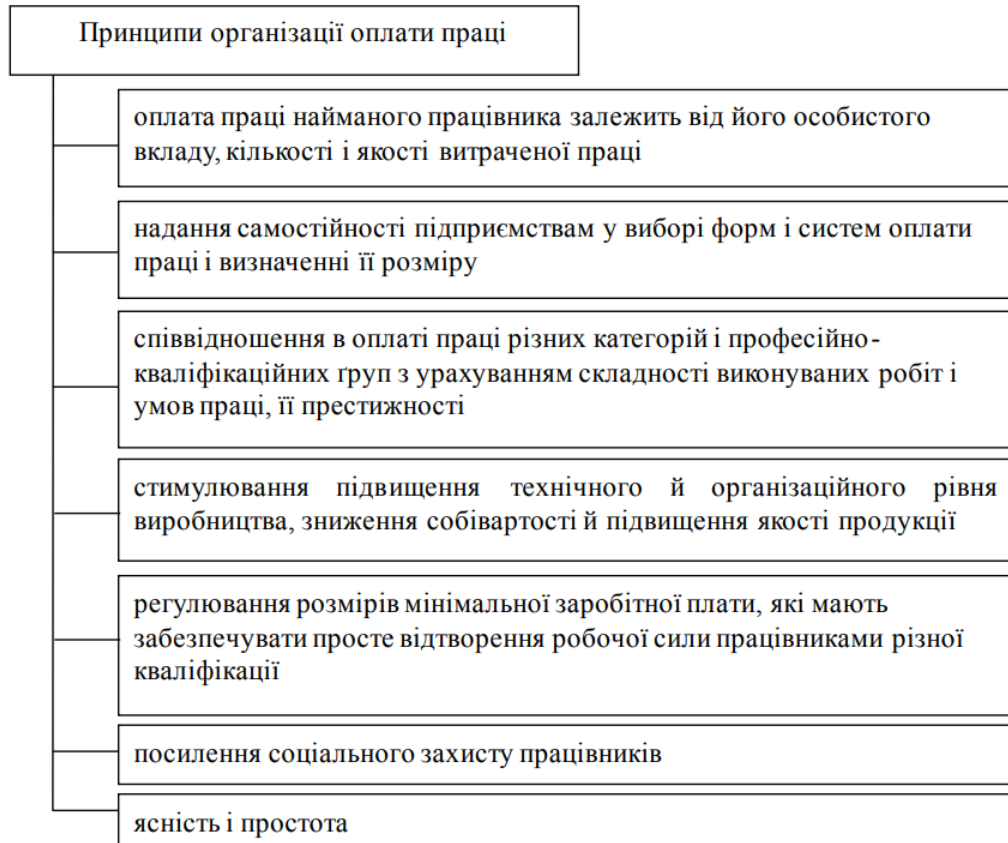 Принципи організації оплати праці
оплата праці найманого працівника залежить від його особистого
вкладу, кількості і якості витраченої праці
надання самостійності підприємствам у виборі форм і систем оплати
праці і визначенні її розміру
співвідношення в оплаті праці різних категорій і професійно-
кваліфікаційних груп з урахуванням складності виконуваних робіт і
умов праці, її престижності
стимулювання підвищення технічного й організаційного рівня
виробництва, зниження собівартості й підвищення якості продукції
регулювання розмірів мінімальної заробітної плати, які мають
забезпечувати просте відтворення робочої сили працівниками різної
кваліфікації
посилення соціального захисту працівників
ясність і простота